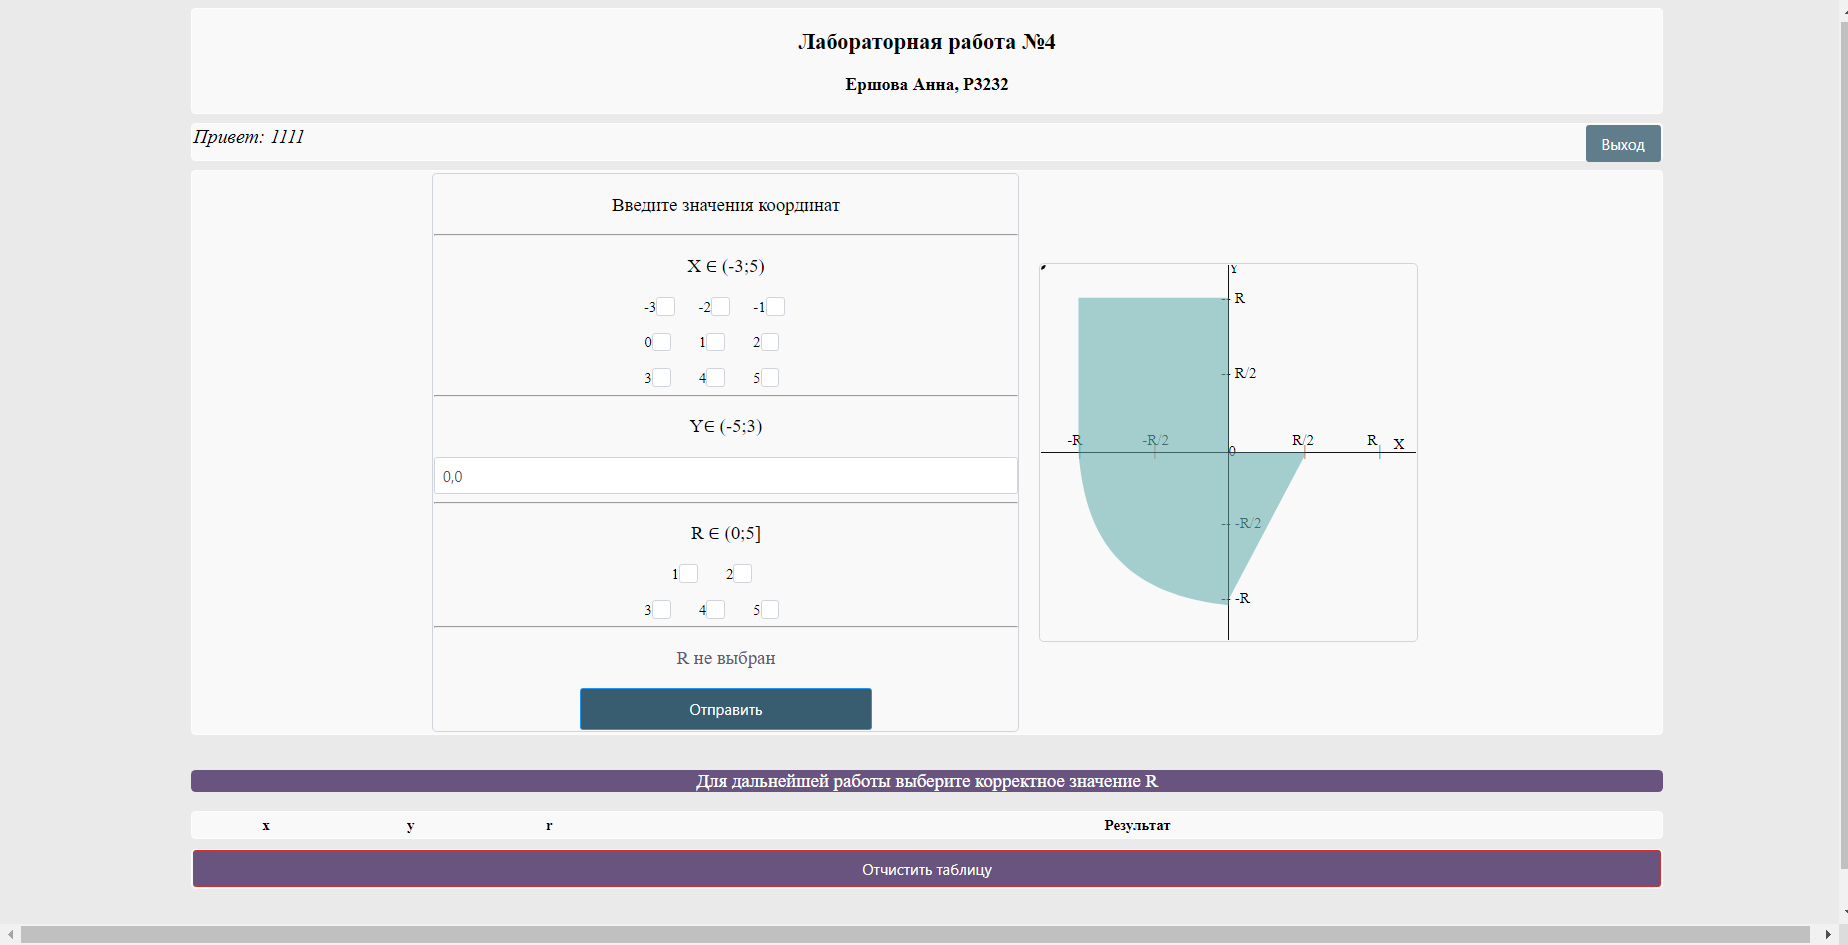 Лабораторная работа №4
Ершова Анна, P3232
Привет: 1111
Выход
Введите значения координат
X ∈ (-3;5)
-3 -2 -1
0 1 2
3 4 5
Y∈ (-5;3)
0,0
R ∈ (0;5]
1 2
3 4 5
R не выбран
Отправить
Y
R
R/2
-R -R/2 R/2 R X
0
-R/2
-R
Для дальнейшей работы выберите корректное значение R
x y r Результат
Отчистить таблицу